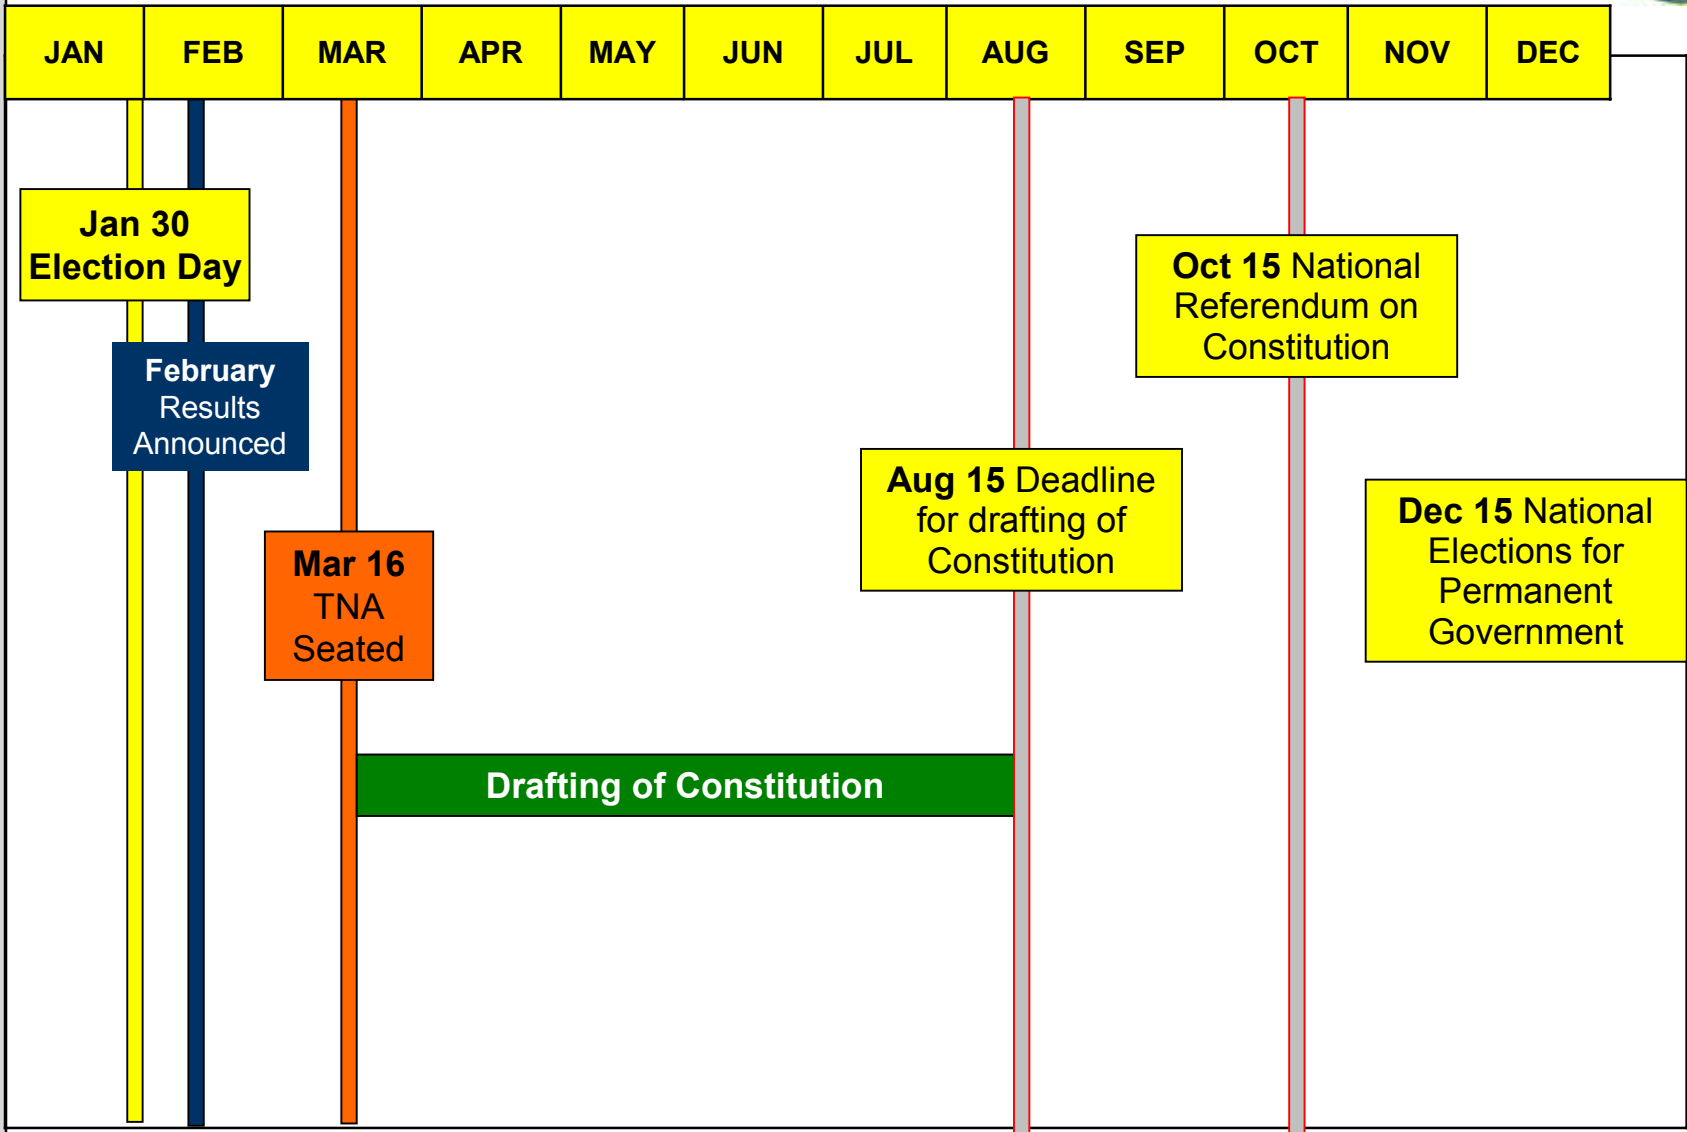 JAN FEB MAR APR MAY JUN JUL AUG SEP OCT NOV DEC
Jan 30
Election Day
February
Results
Announced
Mar 16
TNA
Seated
Drafting of Constitution
Aug 15 Deadline
for drafting of
Constitution
Oct 15 National
Referendum on
Constitution
Dec 15 National
Elections for
Permanent
Government